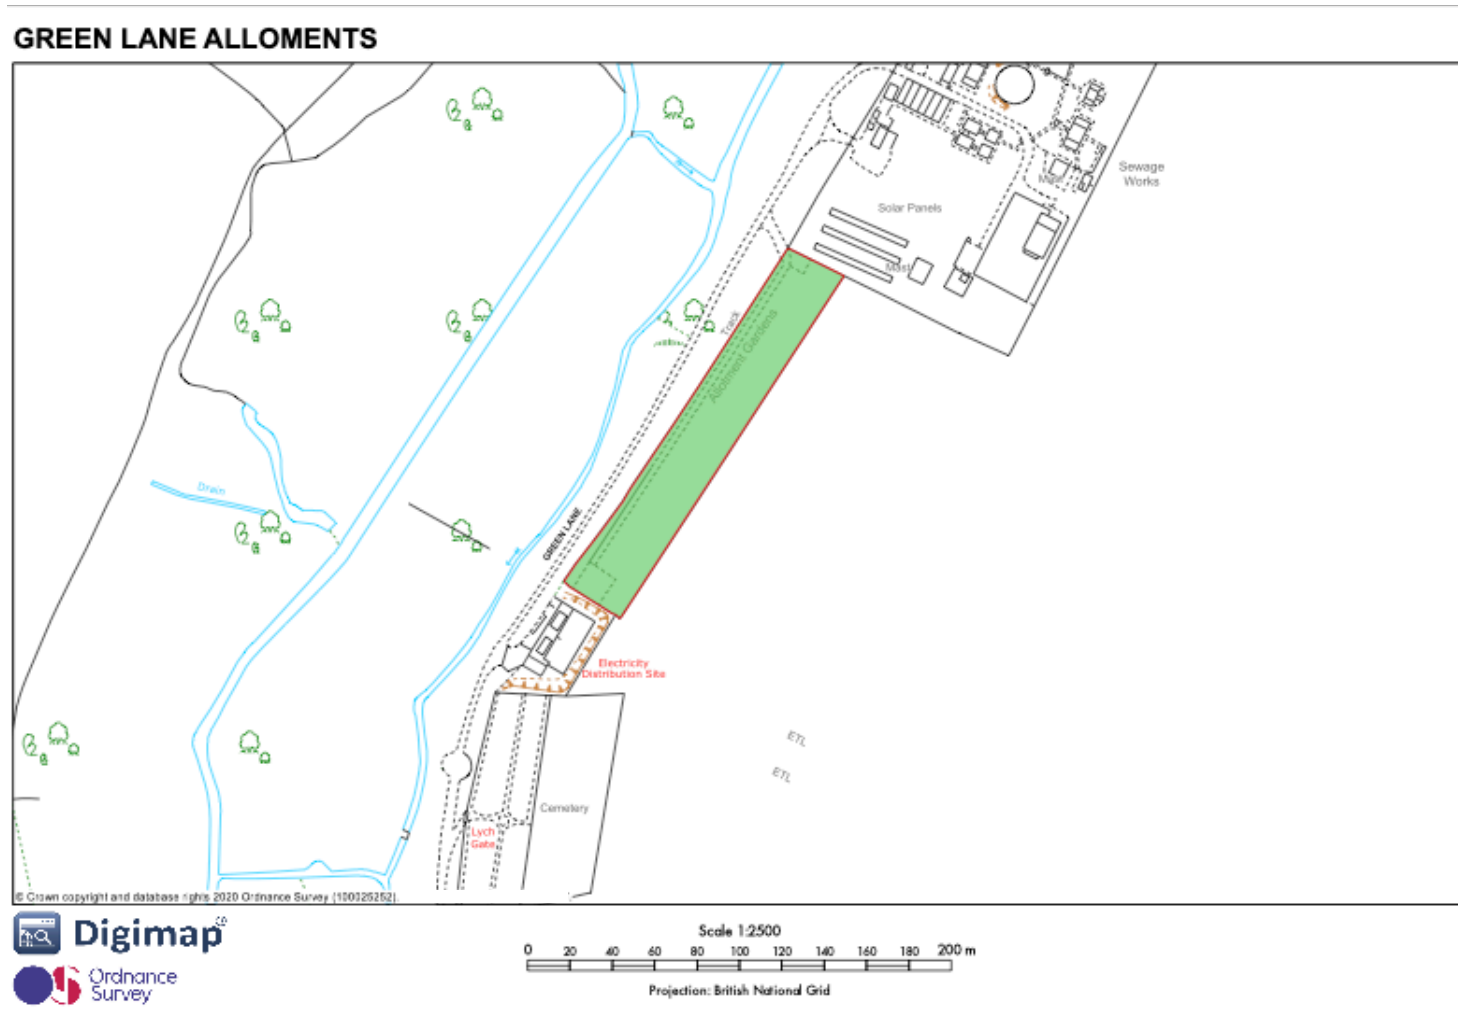 GREEN LANE ALLOMENTS
Sewage
Works
Mast
Solar Panels
Mast
Track
Allotment Gardens
Drain
GREEN LANE
Electricity
Distribution Site
ETL
ETL
Cemetery
Lych
Gate
© Crown copyright and database rights 2020 Ordnance Survey (100025252).
Digimap
Scale 1:2500
0 20 40 60 80 100 120 140 160 180 200 m
Projection: British National Grid
Ordnance
Survey